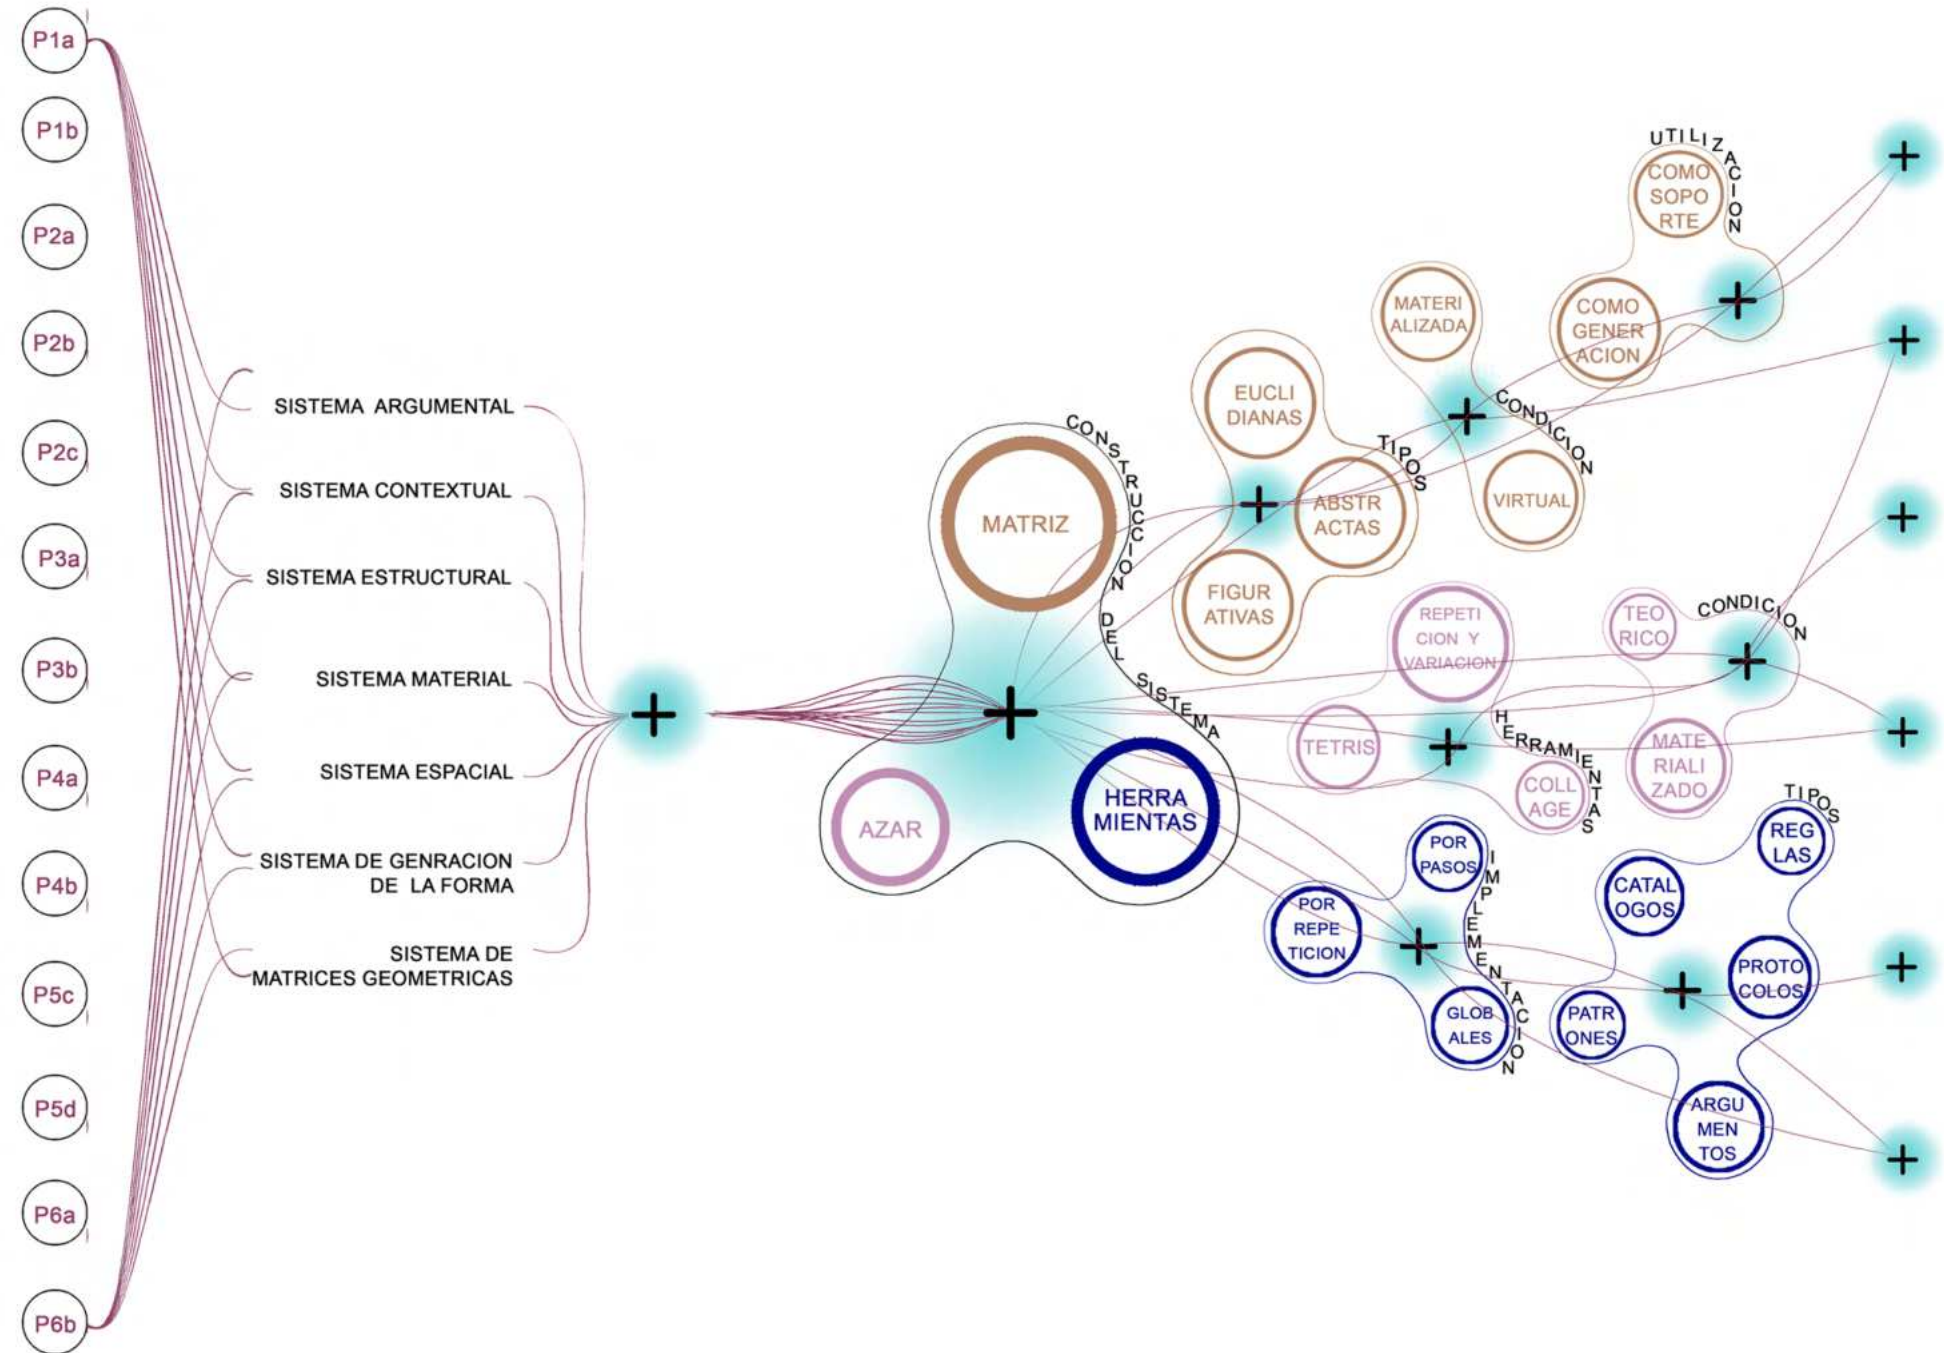 P1a
P1b
P2a
P2b
P2c
P3a
P3b
P4a
P4b
P5c
P5d
P6a
P6b
SISTEMA ARGUMENTAL
SISTEMA CONTEXTUAL
SISTEMA ESTRUCTURAL
SISTEMA MATERIAL
SISTEMA ESPACIAL
SISTEMA DE GENRACION
DE LA FORMA
SISTEMA DE
MATRICES GEOMETRICAS
CONSTRUCCION DEL SISTEMA
MATRIZ
AZAR
HERRA
MIENTAS
TIPOS
EUCLI
DIANAS
ABSTR
ACTAS
FIGUR
ATIVAS
CONDICION
MATERI
ALIZADA
VIRTUAL
UTILIZACION
COMO
SOPO
RTE
COMO
GENER
ACION
HERRAMIENTAS
REPETI
CION Y
VARIACION
TETRIS
COLL
AGE
CONDICION
TEO
RICO
MATE
RIALI
ZADO
IMPLEMENTACION
POR
PASOS
POR
REPE
TICION
GLOB
ALES
TIPOS
REG
LAS
CATAL
OGOS
PROTO
COLOS
PATR
ONES
ARGU
MEN
TOS